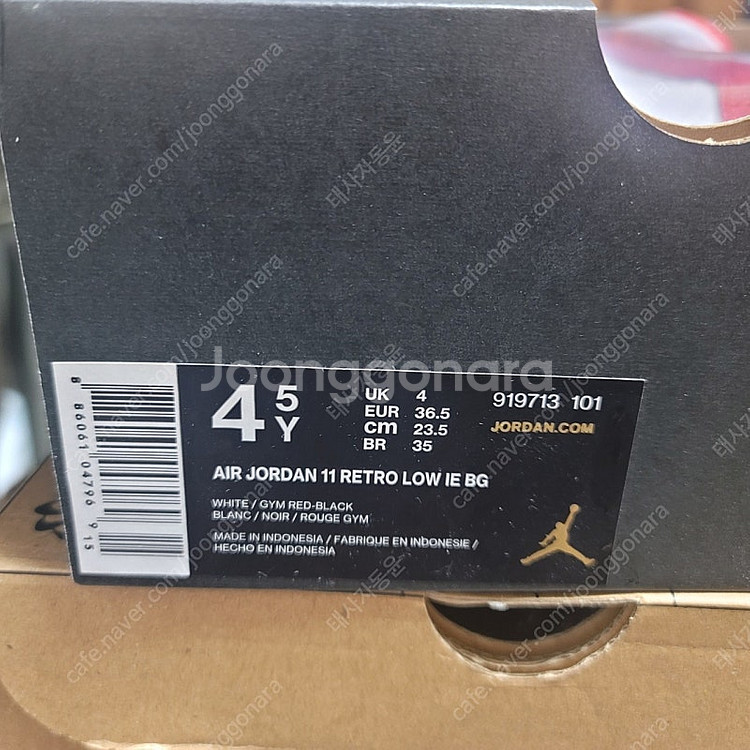 Joonggonara
4 5Y
UK 4
EUR 36.5
cm 23.5
BR 35
919713 101
JORDAN.COM
AIR JORDAN 11 RETRO LOW IE BG
WHITE / GYM RED-BLACK
BLANC / NOIR / ROUGE GYM
MADE IN INDONESIA / FABRIQUE EN INDONESIE /
HECHO EN INDONESIA
8 86061 04796 9 15
cafe.naver.com/joonggonara